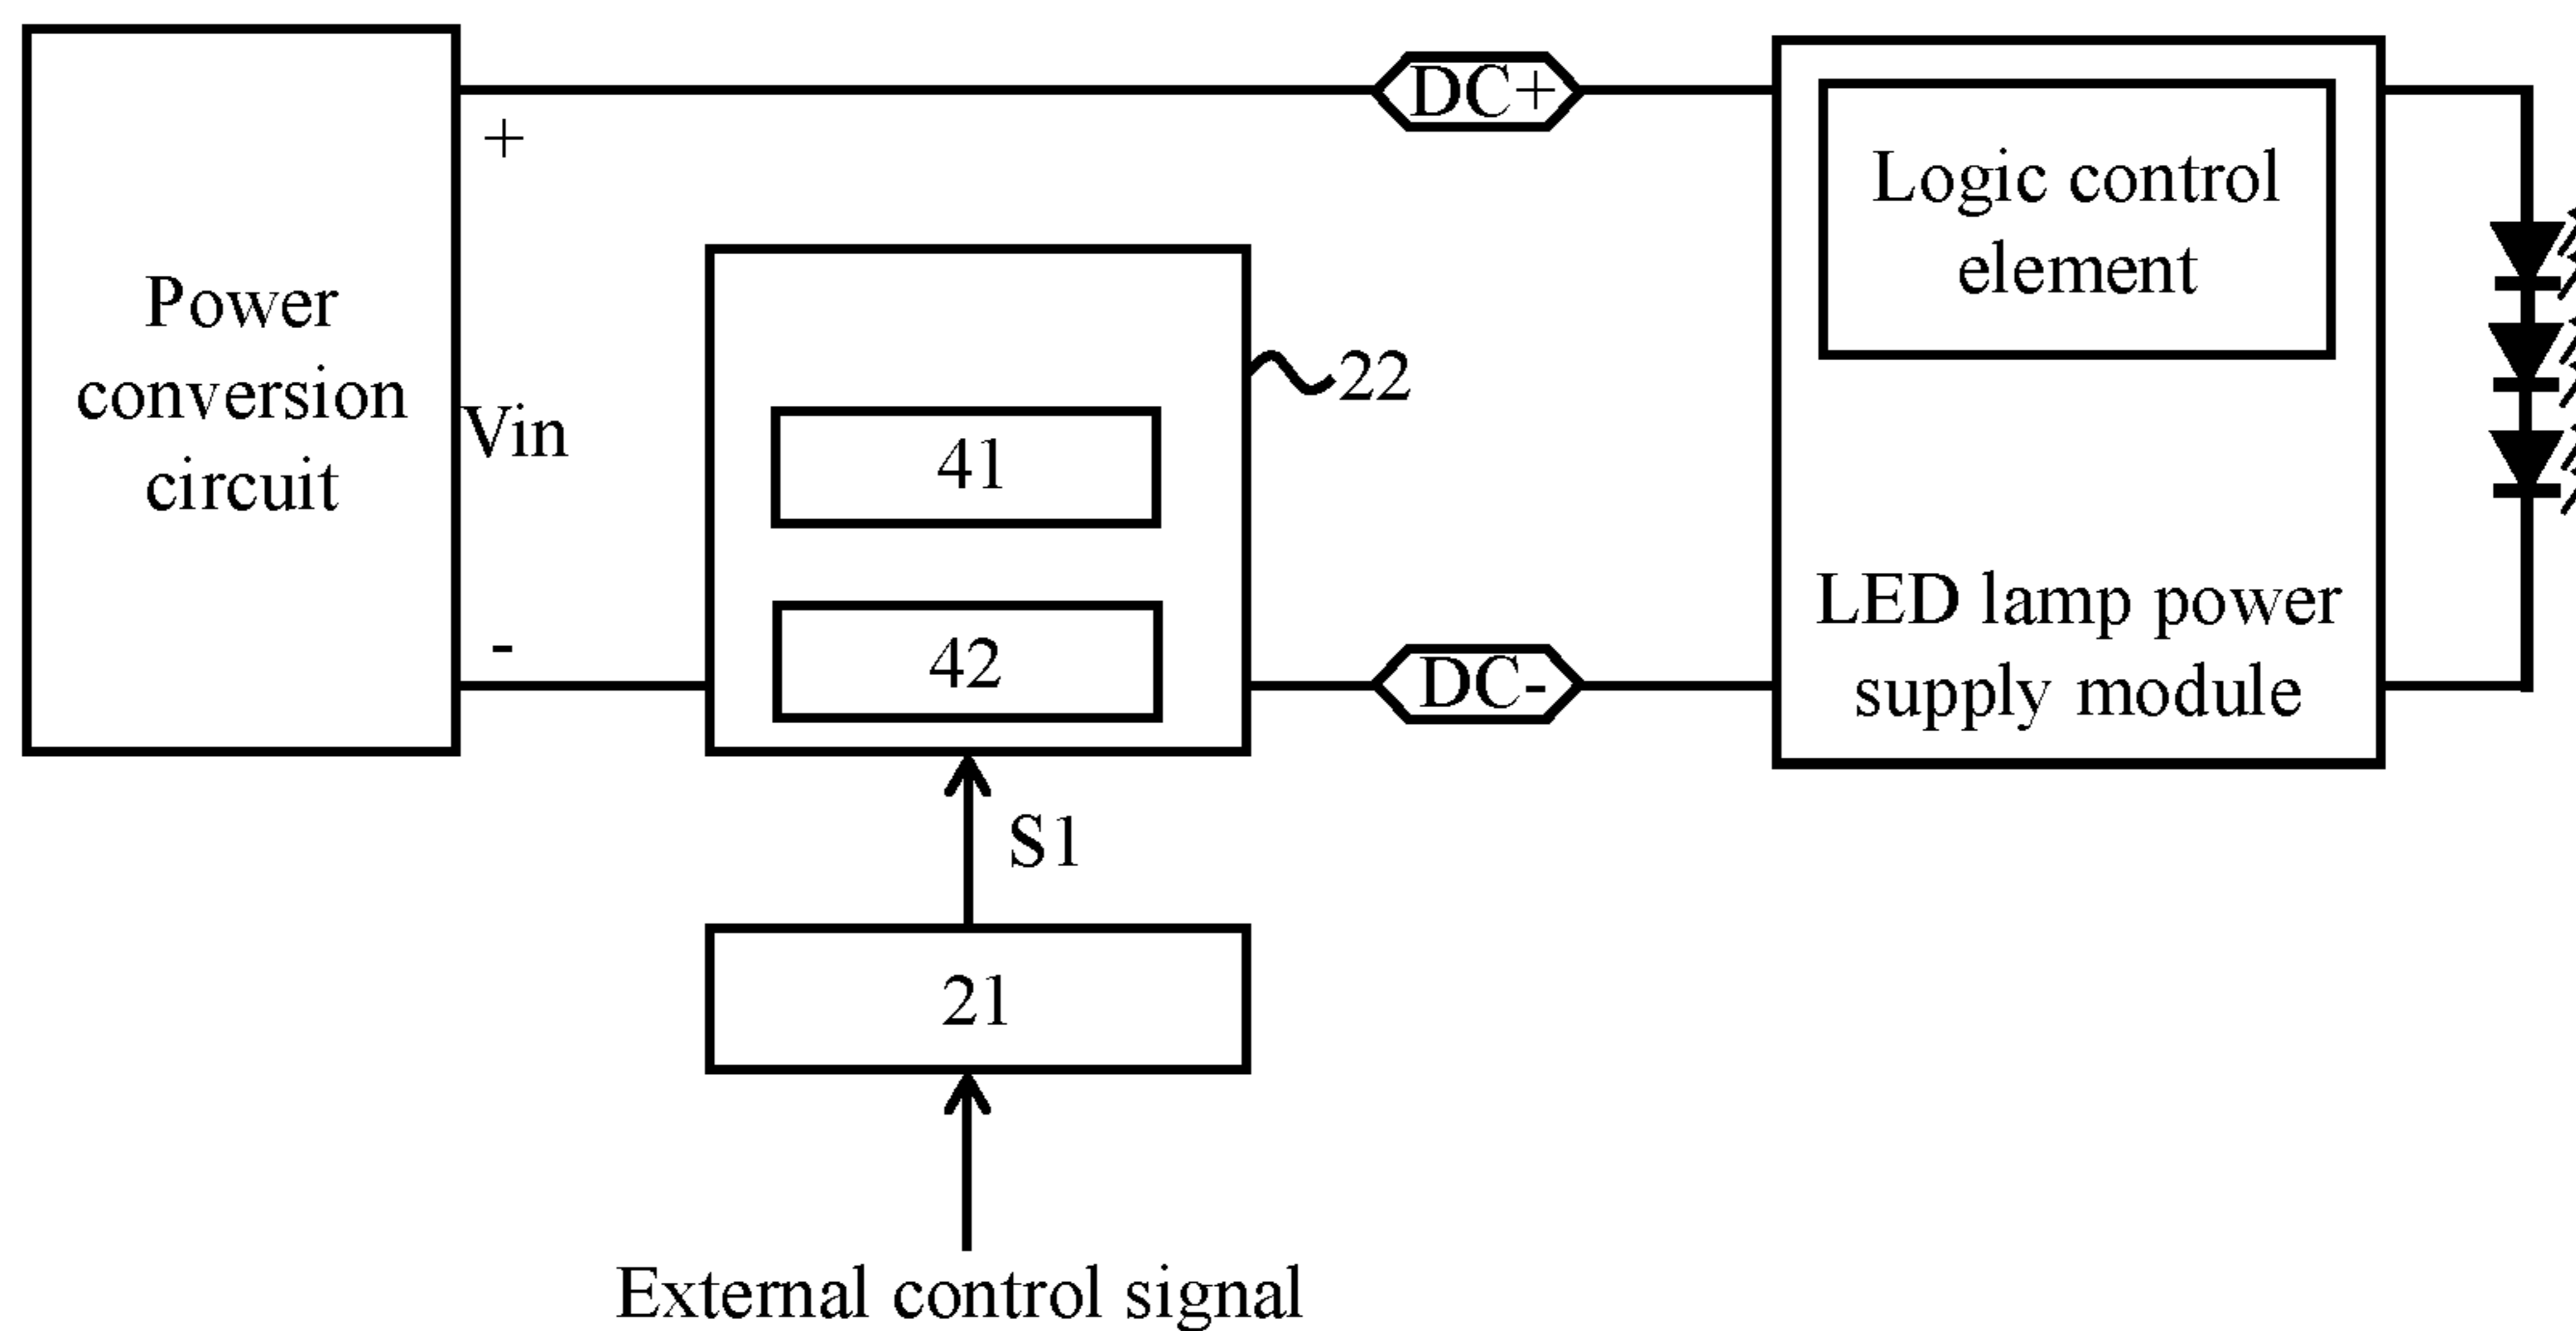 DC+
+
Logic control
element
Power
conversion
circuit
Vin
22
41
-
42
DC-
LED lamp power
supply module
S1
21
External control signal